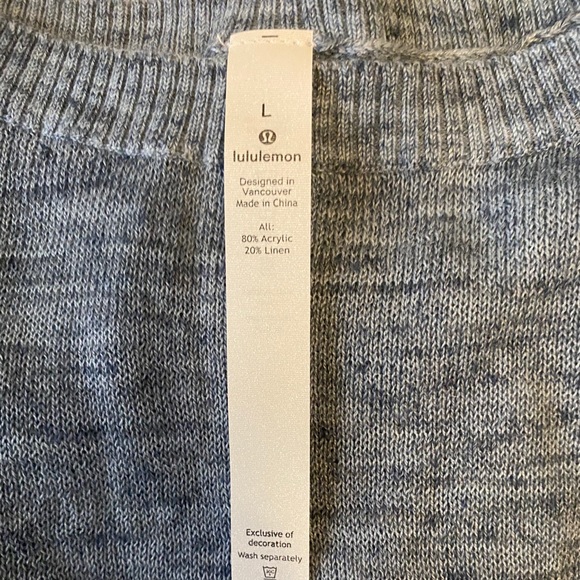 L
lululemon
Designed in
Vancouver
Made in China
All:
80% Acrylic
20% Linen
Exclusive of
decoration
Wash separately